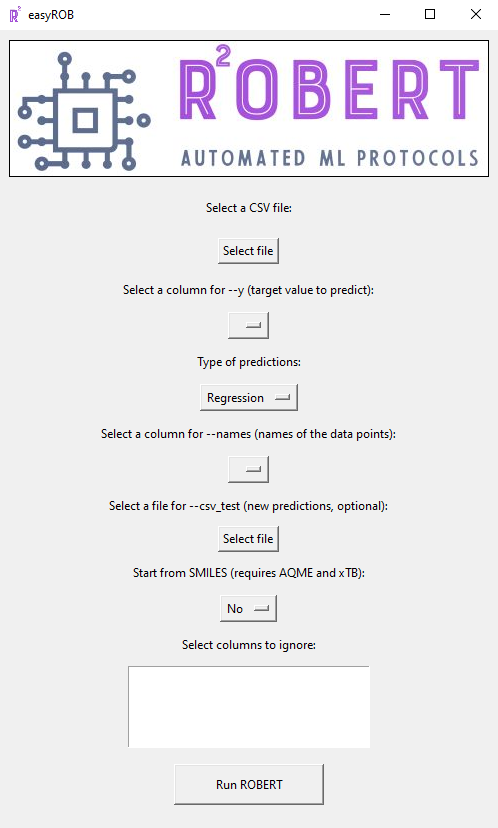 R² easyROB
R²OBERT
AUTOMATED ML PROTOCOLS
Select a CSV file:
Select file
Select a column for --y (target value to predict):
Type of predictions:
Regression
Select a column for --names (names of the data points):
Select a file for --csv_test (new predictions, optional):
Select file
Start from SMILES (requires AQME and xTB):
No
Select columns to ignore:
Run ROBERT